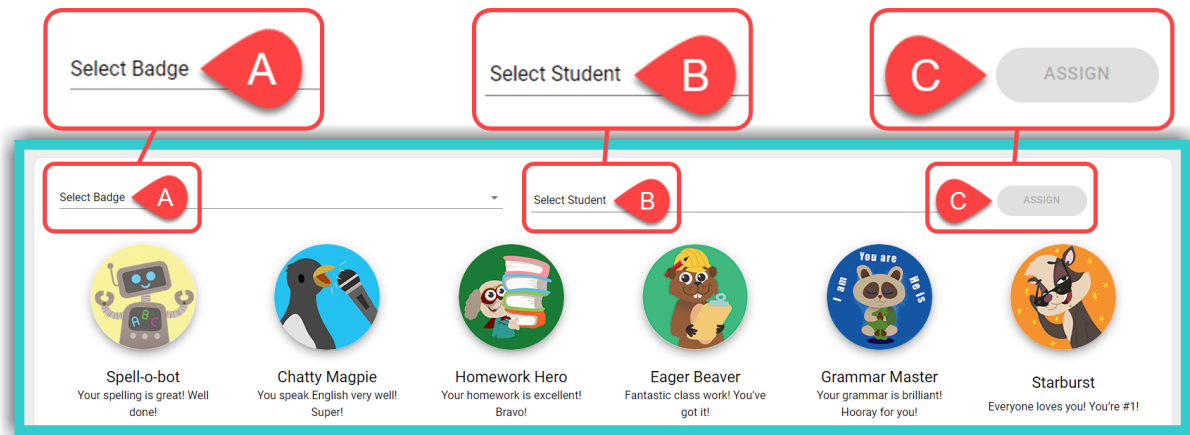 Select Badge A
Select Student B
C ASSIGN
Select Badge A
Select Student B
C ASSIGN
A B C
You are
I am
He is
Spell-o-bot
Your spelling is great! Well
done!
Chatty Magpie
You speak English very well!
Super!
Homework Hero
Your homework is excellent!
Bravo!
Eager Beaver
Fantastic class work! You've
got it!
Grammar Master
Your grammar is brilliant!
Hooray for you!
Starburst
Everyone loves you! You're #1!